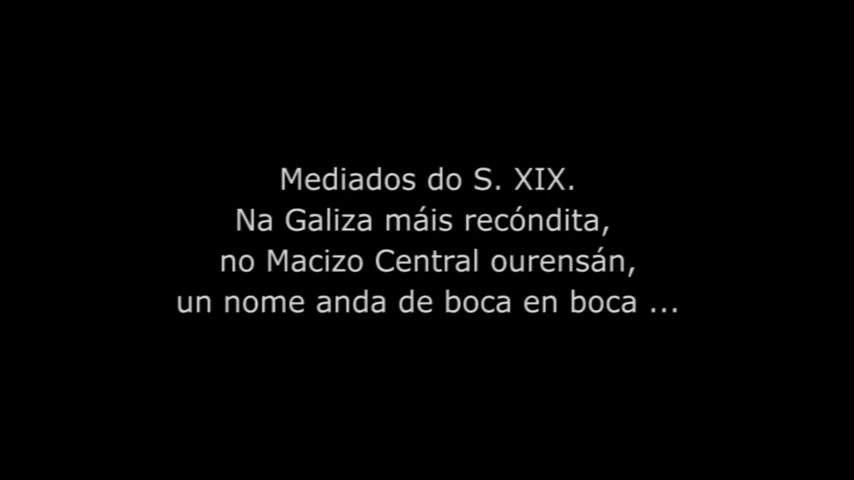 Mediados do S. XIX.
Na Galiza máis recóndita,
no Macizo Central ourensán,
un nome anda de boca en boca ...